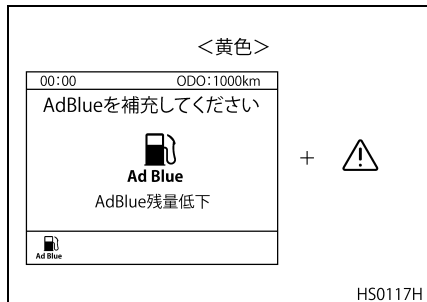 ＜黄色＞
00:00 ODO:1000km
AdBlueを補充してください
Ad Blue
AdBlue残量低下
+
Ad Blue
HS0117H